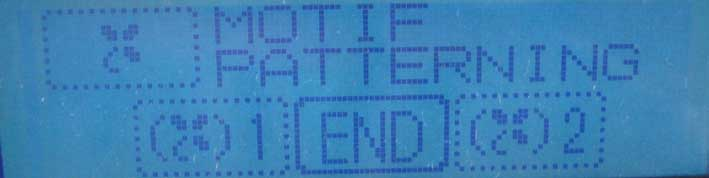 MOTIF
PATTERNING
( ) 1 END ( ) 2